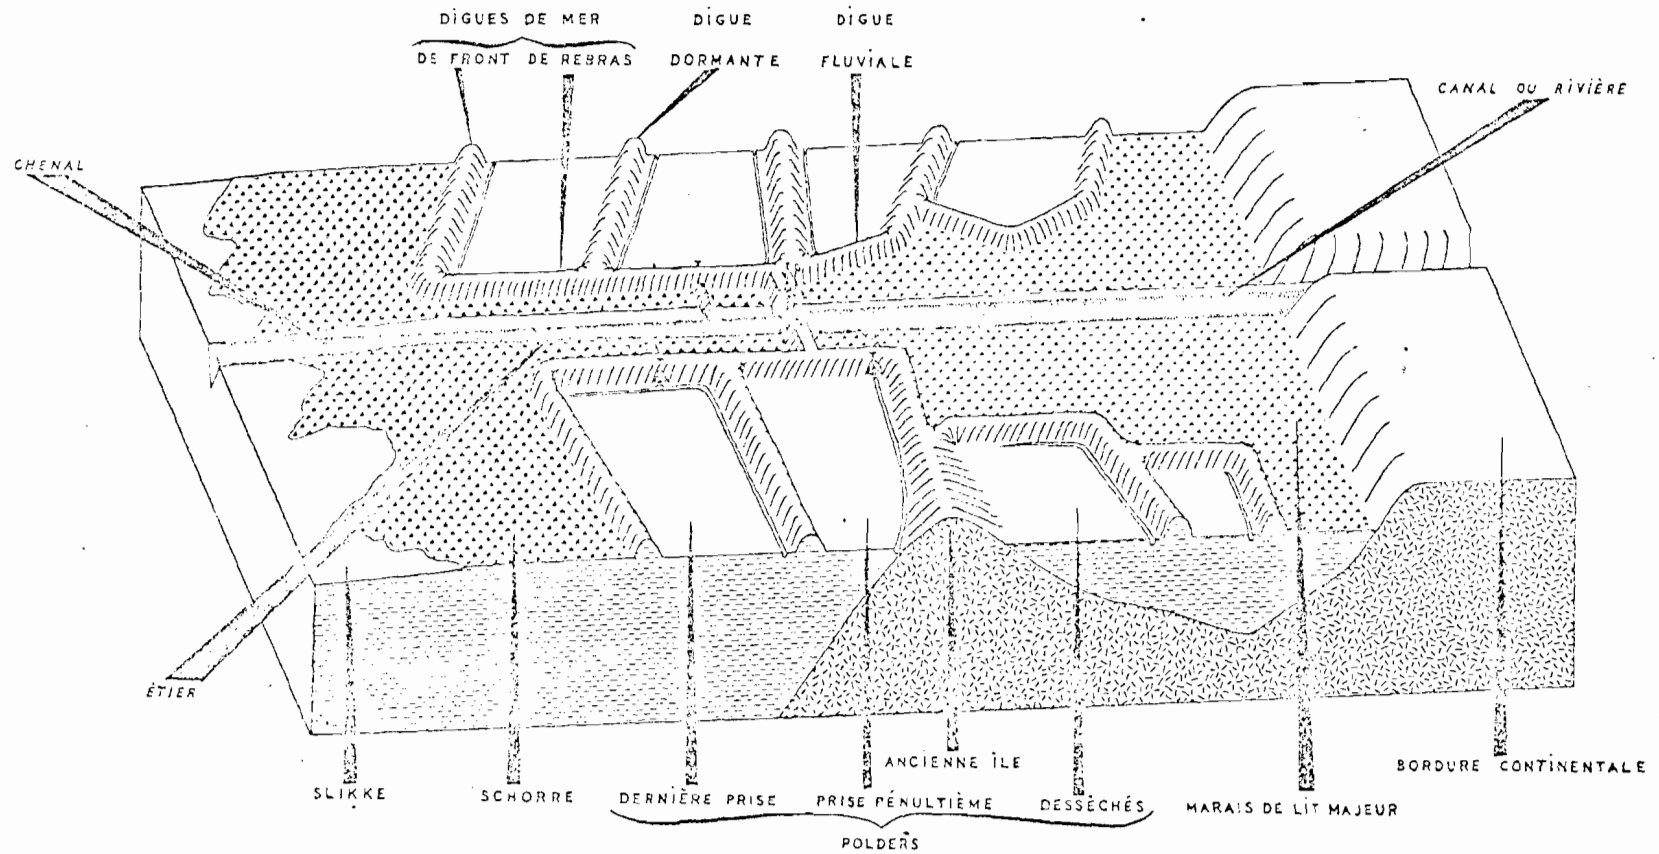 DIGUES DE MER
DE FRONT DE REBRAS
DIGUE
DORMANTE
DIGUE
FLUVIALE
CANAL OU RIVIÈRE
CHENAL
ÉTIER
SLIKKE
SCHORRE
DERNIÈRE PRISE
PRISE PÉNULTIÈME
ANCIENNE ÎLE
DESSÉCHÉS
POLDERS
MARAIS DE LIT MAJEUR
BORDURE CONTINENTALE